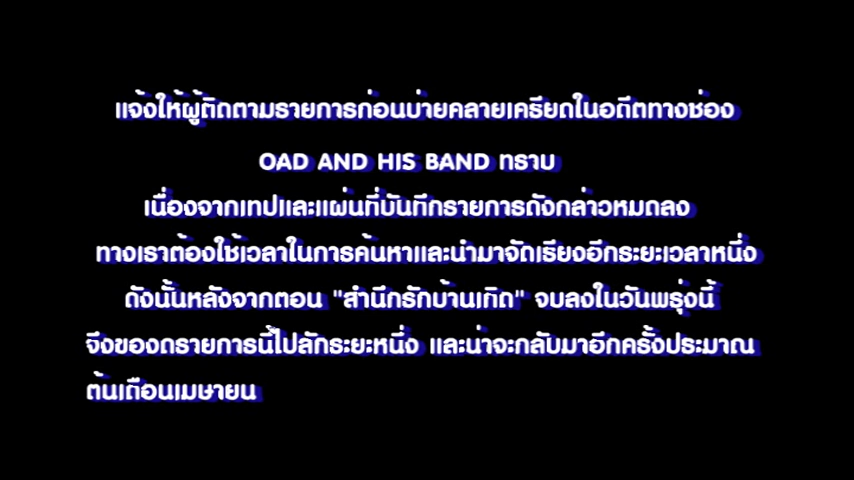 แจ้งให้ผู้ติดตามรายการก่อนบ่ายคลายเครียดในอดีตทางช่อง
OAD AND HIS BAND ทราบ
เนื่องจากเทปและแผ่นที่บันทึกรายการดังกล่าวหมดลง
ทางเราต้องใช้เวลาในการค้นหาและนำมาจัดเรียงอีกระยะเวลาหนึ่ง
ดังนั้นหลังจากตอน "สำนึกรักบ้านเกิด" จบลงในวันพรุ่งนี้
จึงของดรายการนี้ไปสักระยะหนึ่ง และน่าจะกลับมาอีกครั้งประมาณ
ต้นเดือนเมษายน